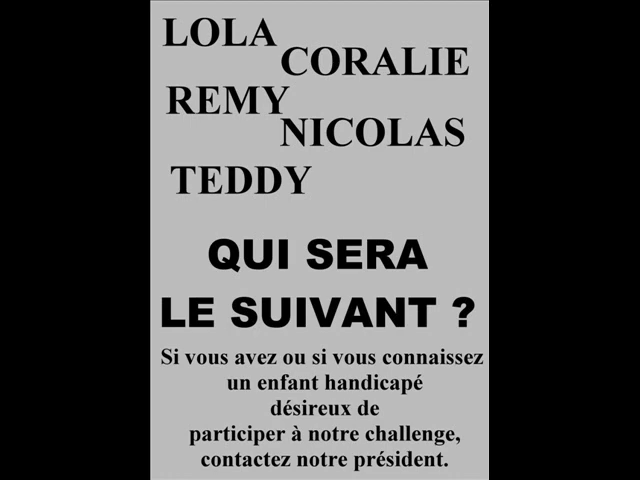 LOLA
CORALIE
REMY
NICOLAS
TEDDY
QUI SERA
LE SUIVANT ?
Si vous avez ou si vous connaissez
un enfant handicapé
désireux de
participer à notre challenge,
contactez notre président.